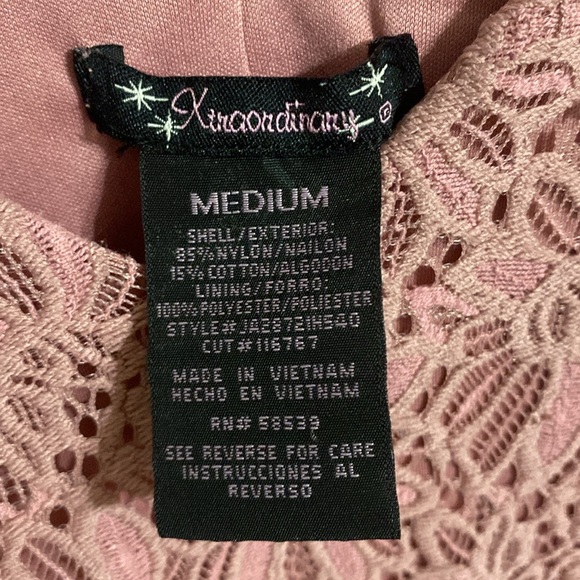 Xtraordinary ®
MEDIUM
SHELL/EXTERIOR:
85% NYLON/NAILON
15% COTTON/ALGODON
LINING/FORRO:
100% POLYESTER/POLIESTER
STYLE# JA28721H540
CUT# 116767
MADE IN VIETNAM
HECHO EN VIETNAM
RN# 58539
SEE REVERSE FOR CARE
INSTRUCCIONES AL
REVERSO